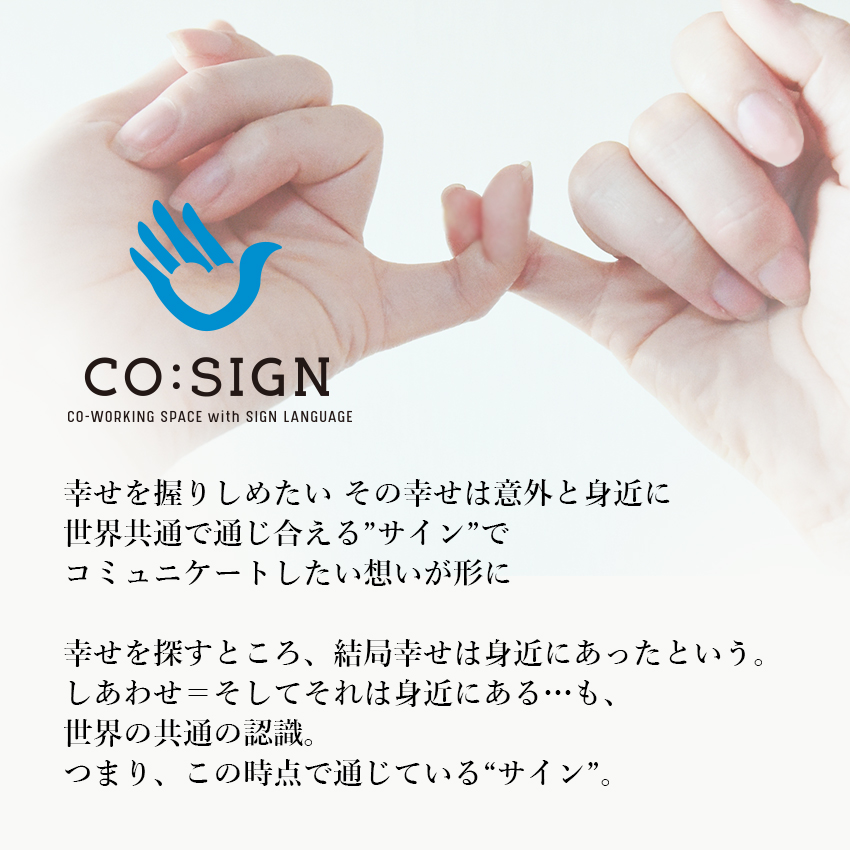 CO:SIGN
CO-WORKING SPACE with SIGN LANGUAGE
幸せを握りしめたい その幸せは意外と身近に
世界共通で通じ合える”サイン”で
コミュニケートしたい想いが形に
幸せを探すところ、結局幸せは身近にあったという。
しあわせ＝そしてそれは身近にある…も、
世界の共通の認識。
つまり、この時点で通じている“サイン”。